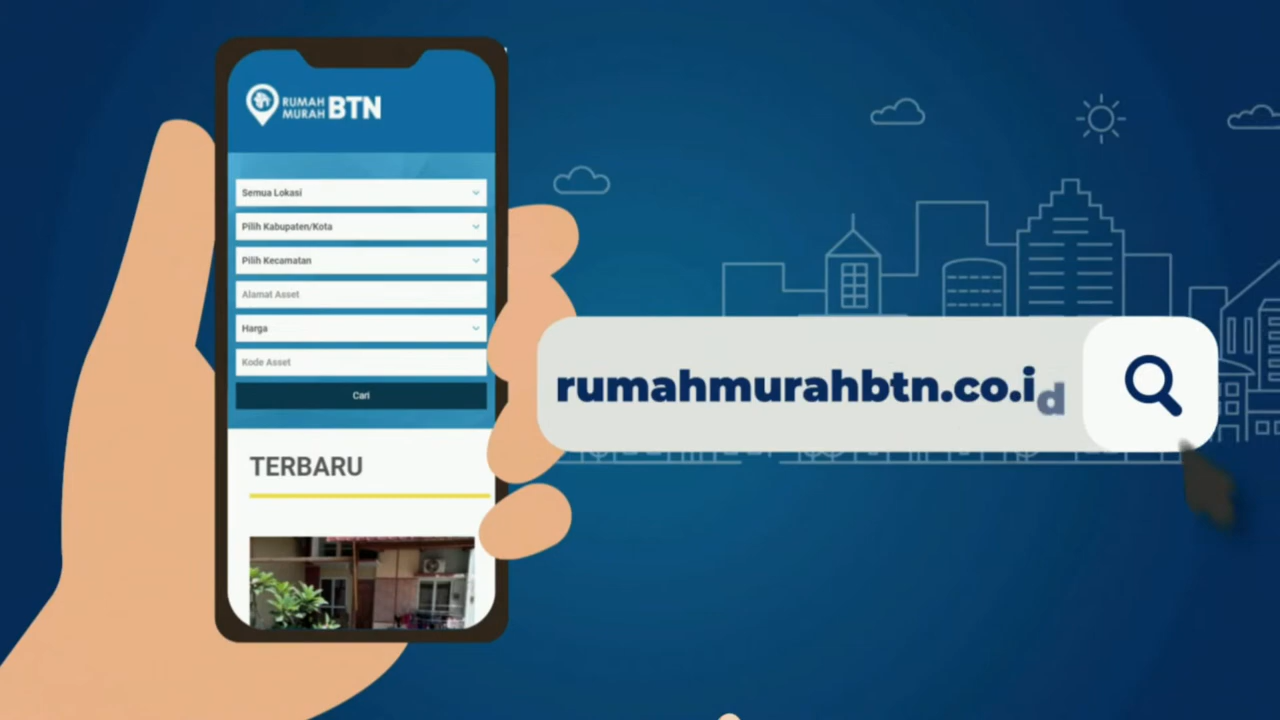 RUMAH
MURAH BTN
Semua Lokasi
Pilih Kabupaten/Kota
Pilih Kecamatan
Alamat Asset
Harga
Kode Asset
Cari
TERBARU
rumahmurahbtn.co.id